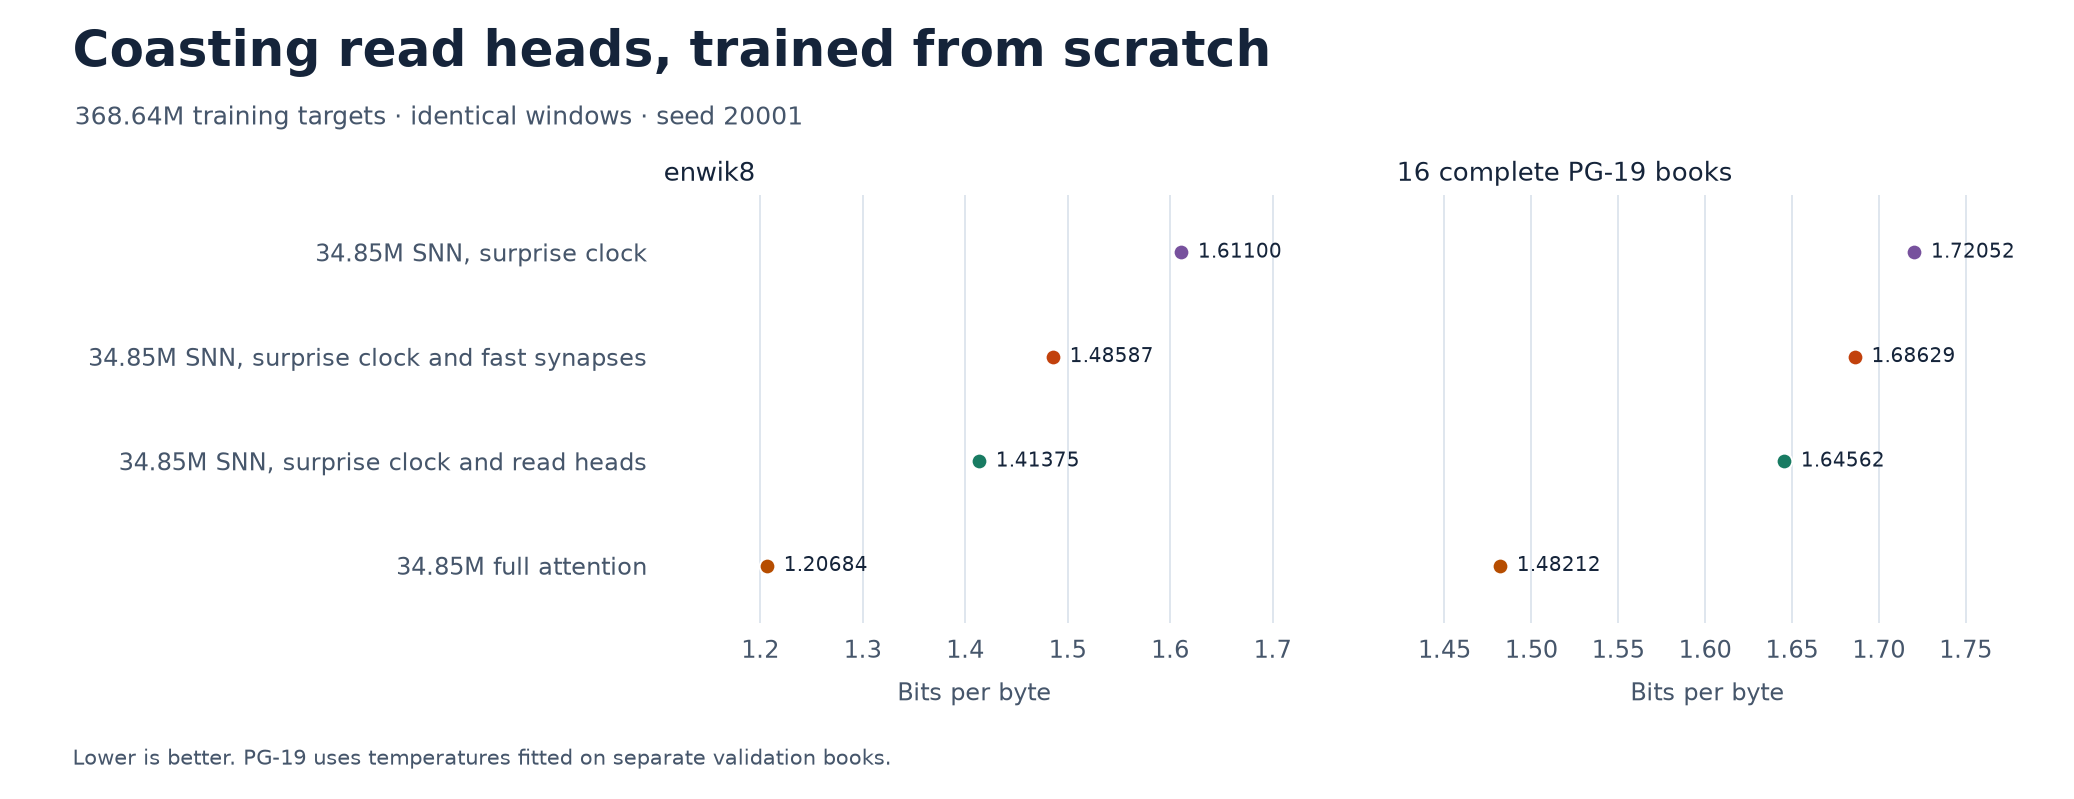 Coasting read heads, trained from scratch
368.64M training targets · identical windows · seed 20001
enwik8
16 complete PG-19 books
34.85M SNN, surprise clock
1.61100
1.72052
34.85M SNN, surprise clock and fast synapses
1.48587
1.68629
34.85M SNN, surprise clock and read heads
1.41375
1.64562
34.85M full attention
1.20684
1.48212
1.2 1.3 1.4 1.5 1.6 1.7
1.45 1.50 1.55 1.60 1.65 1.70 1.75
Bits per byte
Bits per byte
Lower is better. PG-19 uses temperatures fitted on separate validation books.